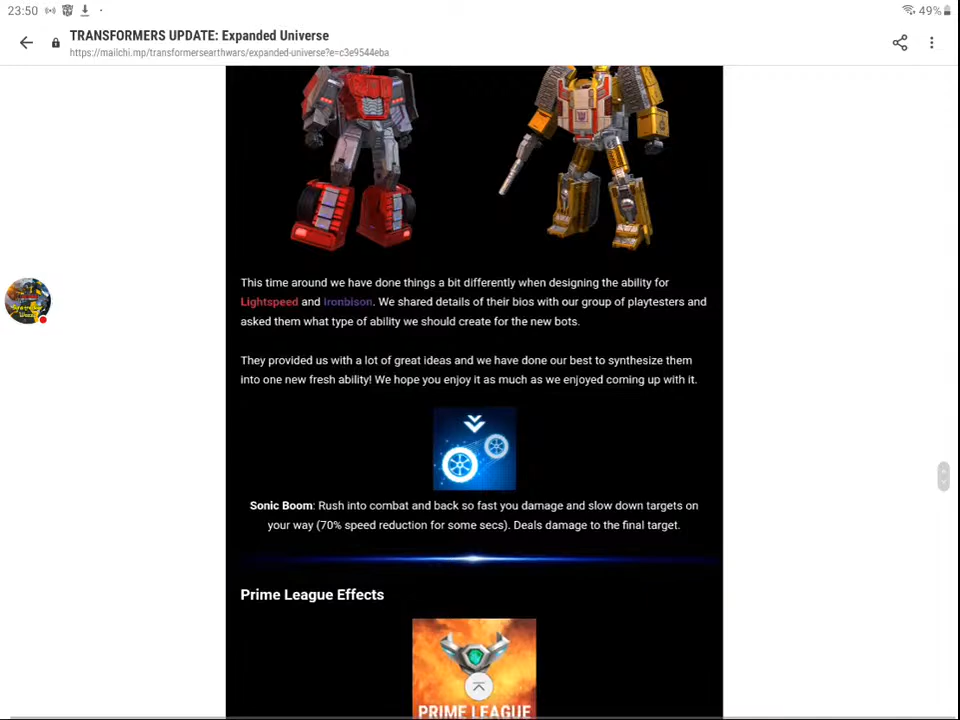 23:50
49%
TRANSFORMERS UPDATE: Expanded Universe
https://mailchi.mp/transformersearthwars/expanded-universe?e=c3e9544eba
This time around we have done things a bit differently when designing the ability for
Lightspeed and Ironbison. We shared details of their bios with our group of playtesters and
asked them what type of ability we should create for the new bots.
They provided us with a lot of great ideas and we have done our best to synthesize them
into one new fresh ability! We hope you enjoy it as much as we enjoyed coming up with it.
Sonic Boom: Rush into combat and back so fast you damage and slow down targets on
your way (70% speed reduction for some secs). Deals damage to the final target.
Prime League Effects
PRIME LEAGUE